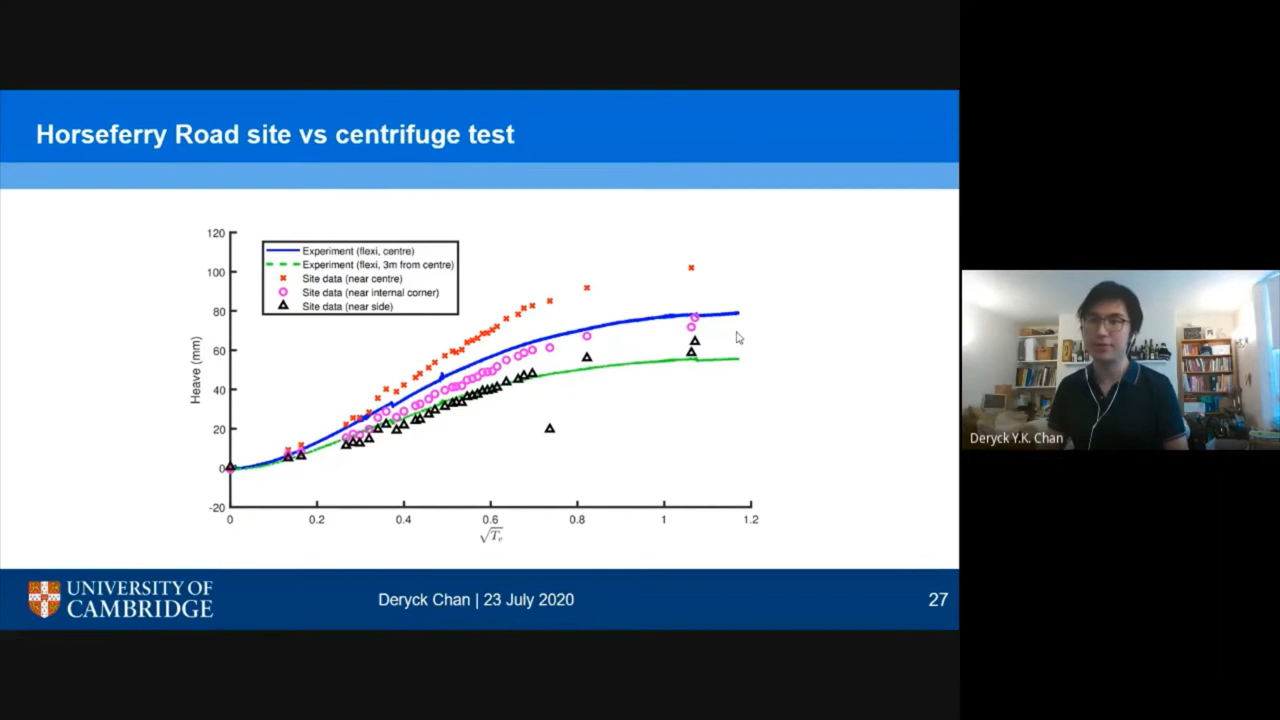 Horseferry Road site vs centrifuge test
120
100
80
60
40
20
0
-20
Heave (mm)
Experiment (flexi, centre)
Experiment (flexi, 3m from centre)
Site data (near centre)
Site data (near internal corner)
Site data (near side)
0 0.2 0.4 0.6 0.8 1 1.2
√Tᵥ
Deryck Y.K. Chan
UNIVERSITY OF
CAMBRIDGE
Deryck Chan | 23 July 2020
27